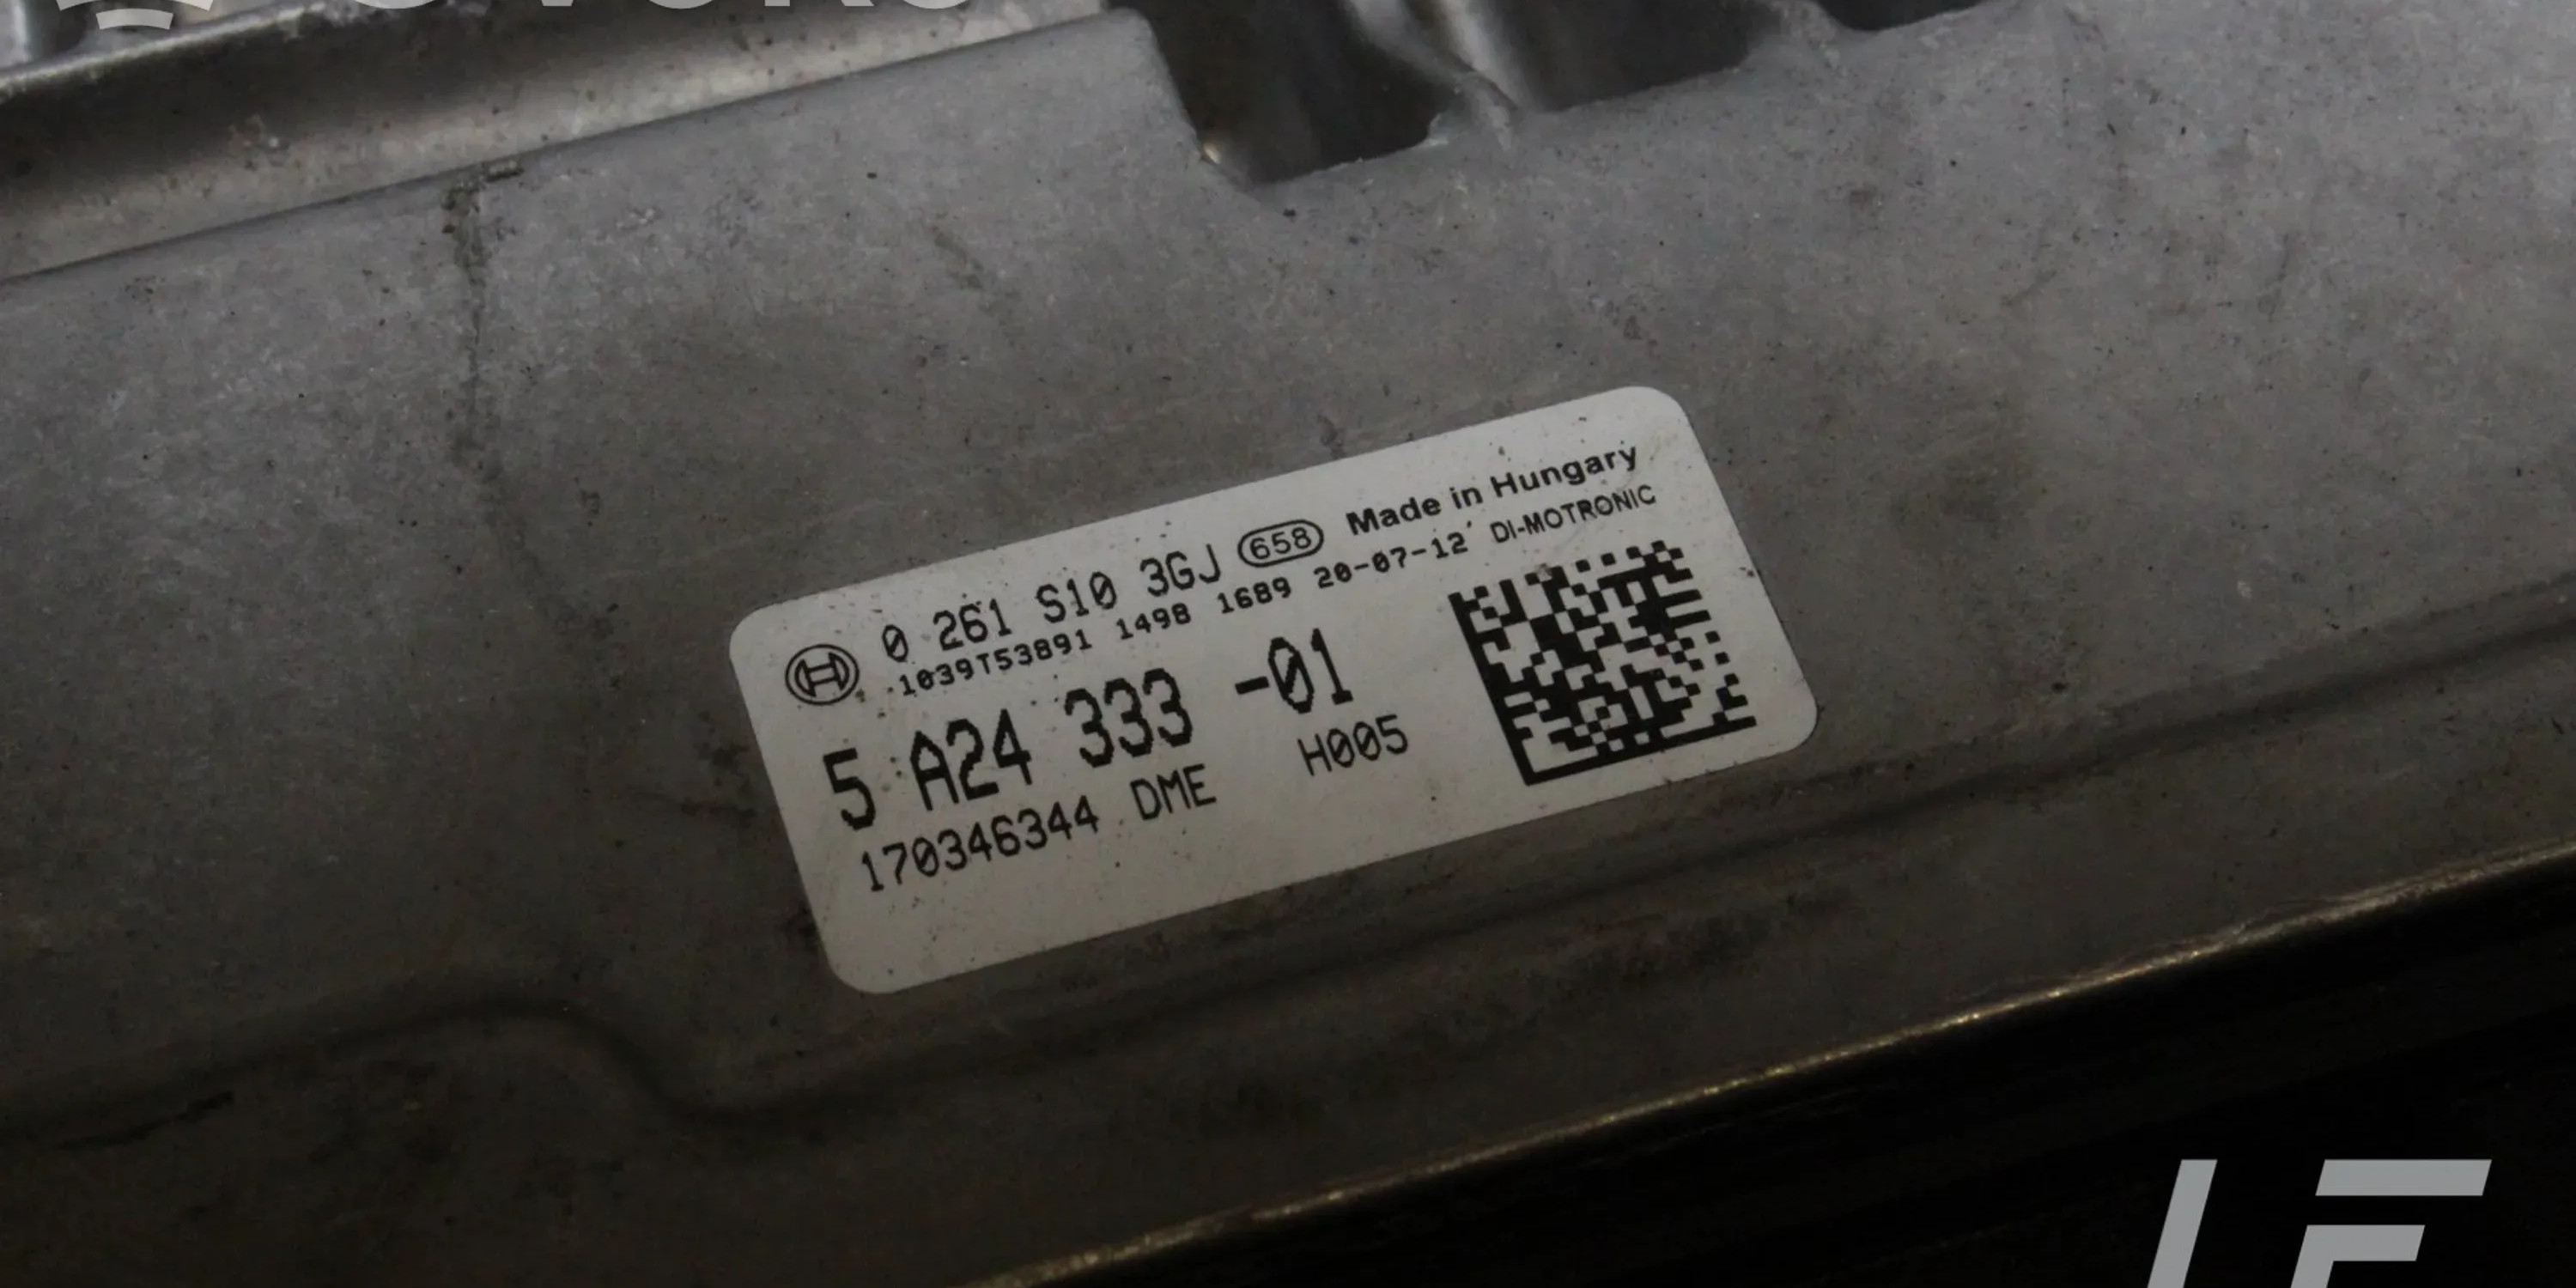 0 261 S10 3GJ 658 Made in Hungary
1039T53891 1498 1689 20-07-12 DI-MOTRONIC
5 A24 333 -01
170346344 DME H005